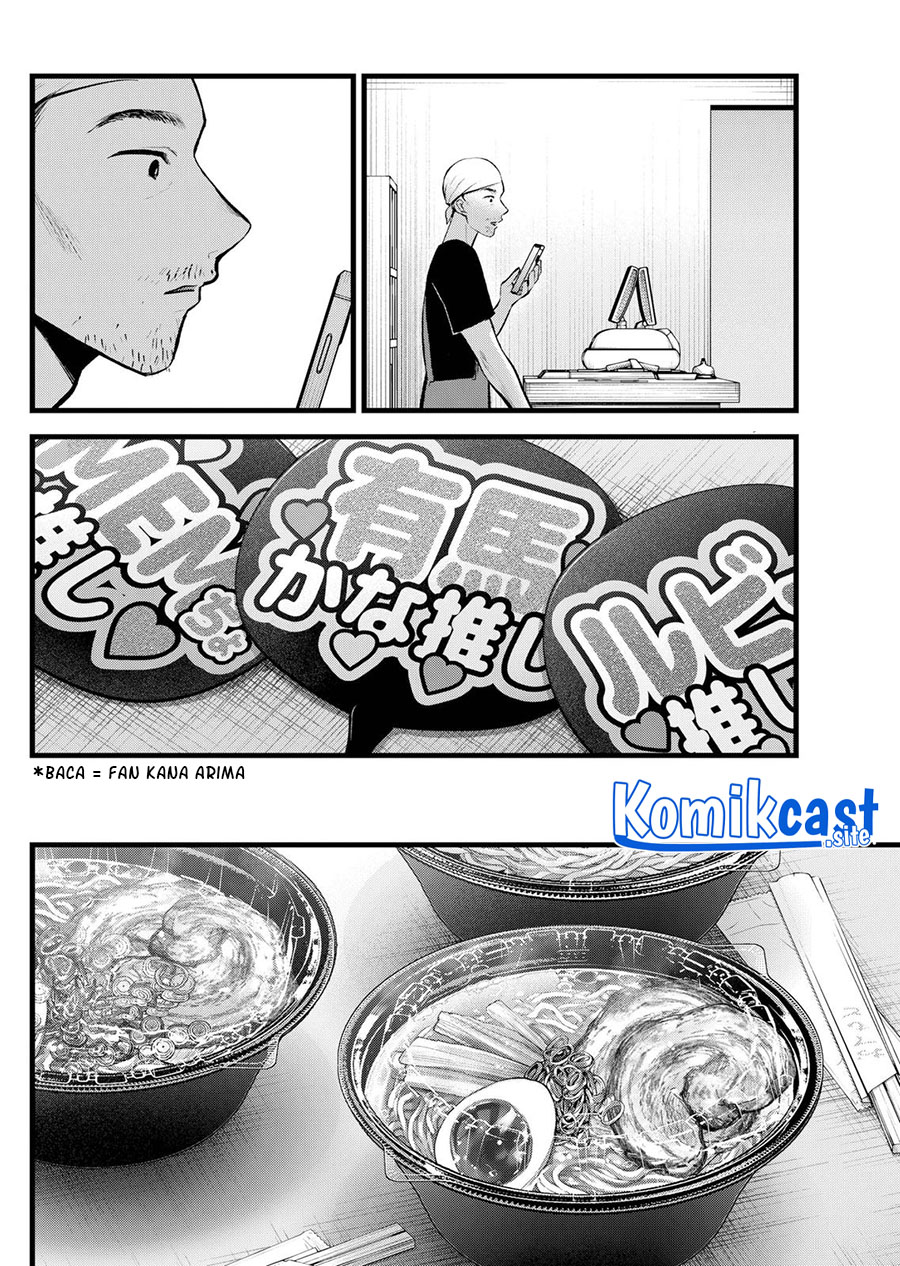 MEMちょ
推し
有馬
かな推し
ルビ
推し
*BACA = FAN KANA ARIMA
Komikcast
.site